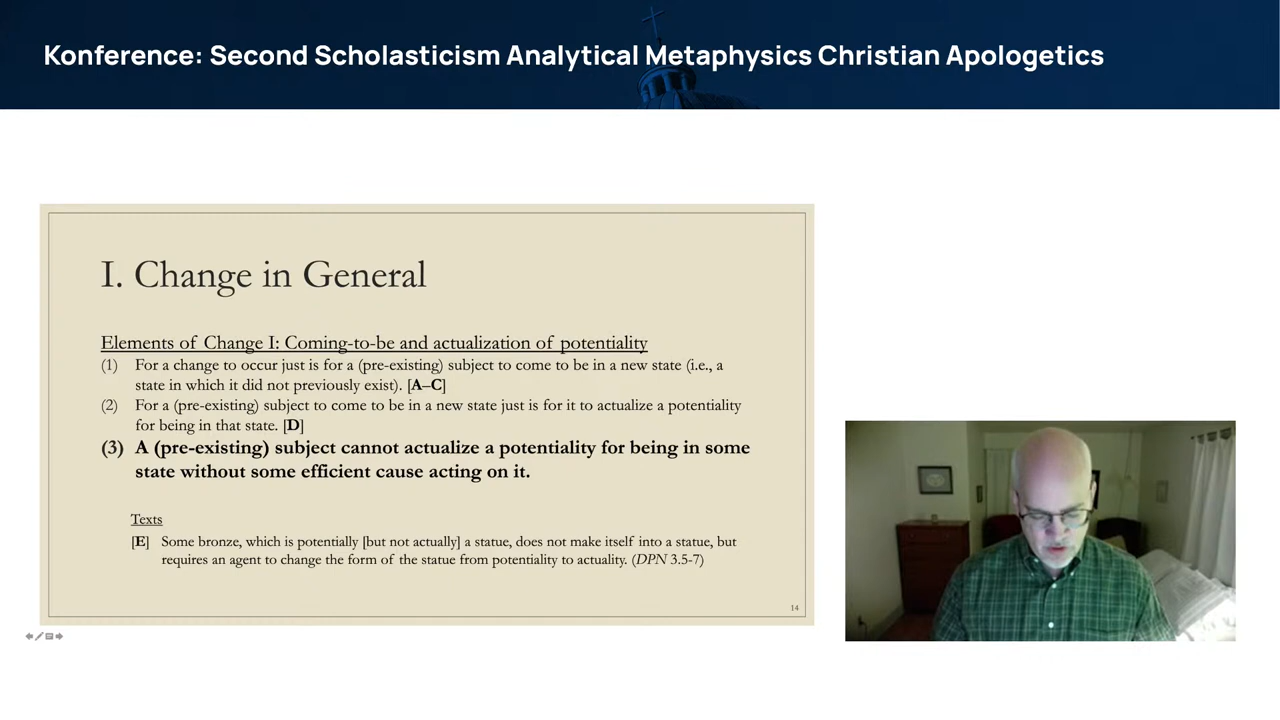 Konference: Second Scholasticism Analytical Metaphysics Christian Apologetics
I. Change in General
Elements of Change I: Coming-to-be and actualization of potentiality
(1) For a change to occur just is for a (pre-existing) subject to come to be in a new state (i.e., a
state in which it did not previously exist). [A–C]
(2) For a (pre-existing) subject to come to be in a new state just is for it to actualize a potentiality
for being in that state. [D]
(3) A (pre-existing) subject cannot actualize a potentiality for being in some
state without some efficient cause acting on it.
Texts
[E] Some bronze, which is potentially [but not actually] a statue, does not make itself into a statue, but
requires an agent to change the form of the statue from potentiality to actuality. (DPN 3.5-7)
14